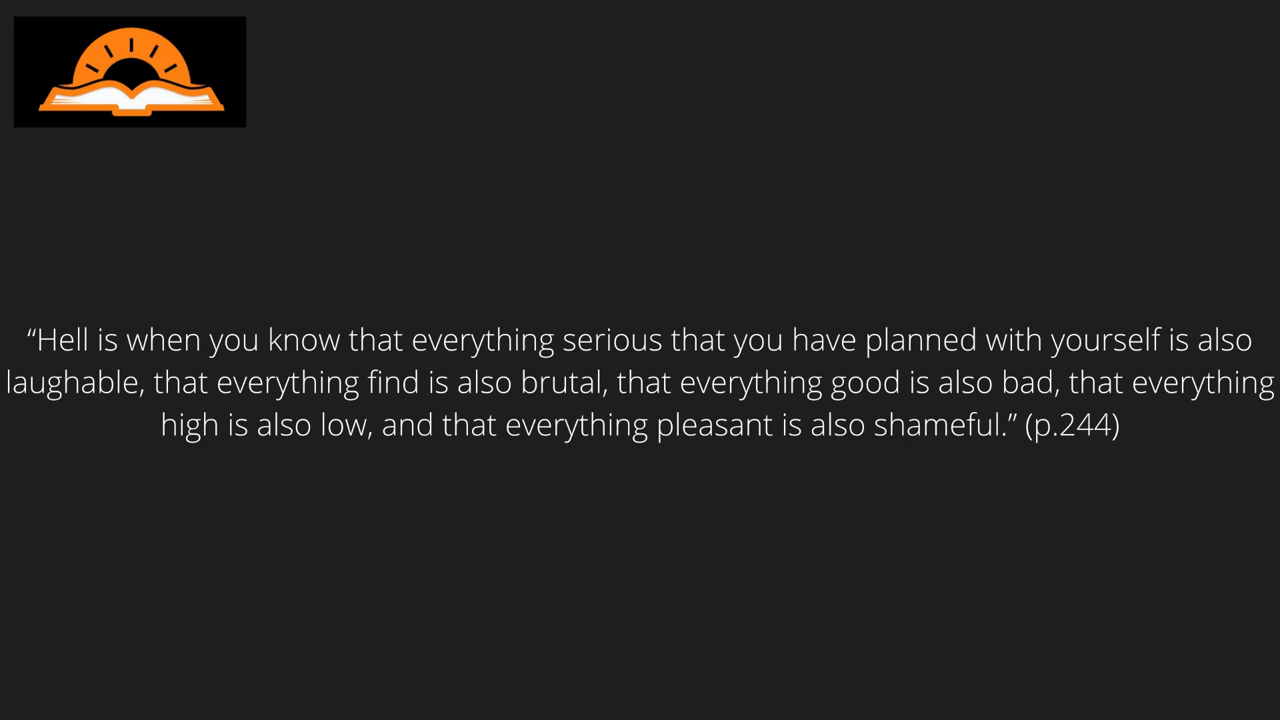 “Hell is when you know that everything serious that you have planned with yourself is also
laughable, that everything find is also brutal, that everything good is also bad, that everything
high is also low, and that everything pleasant is also shameful.” (p.244)